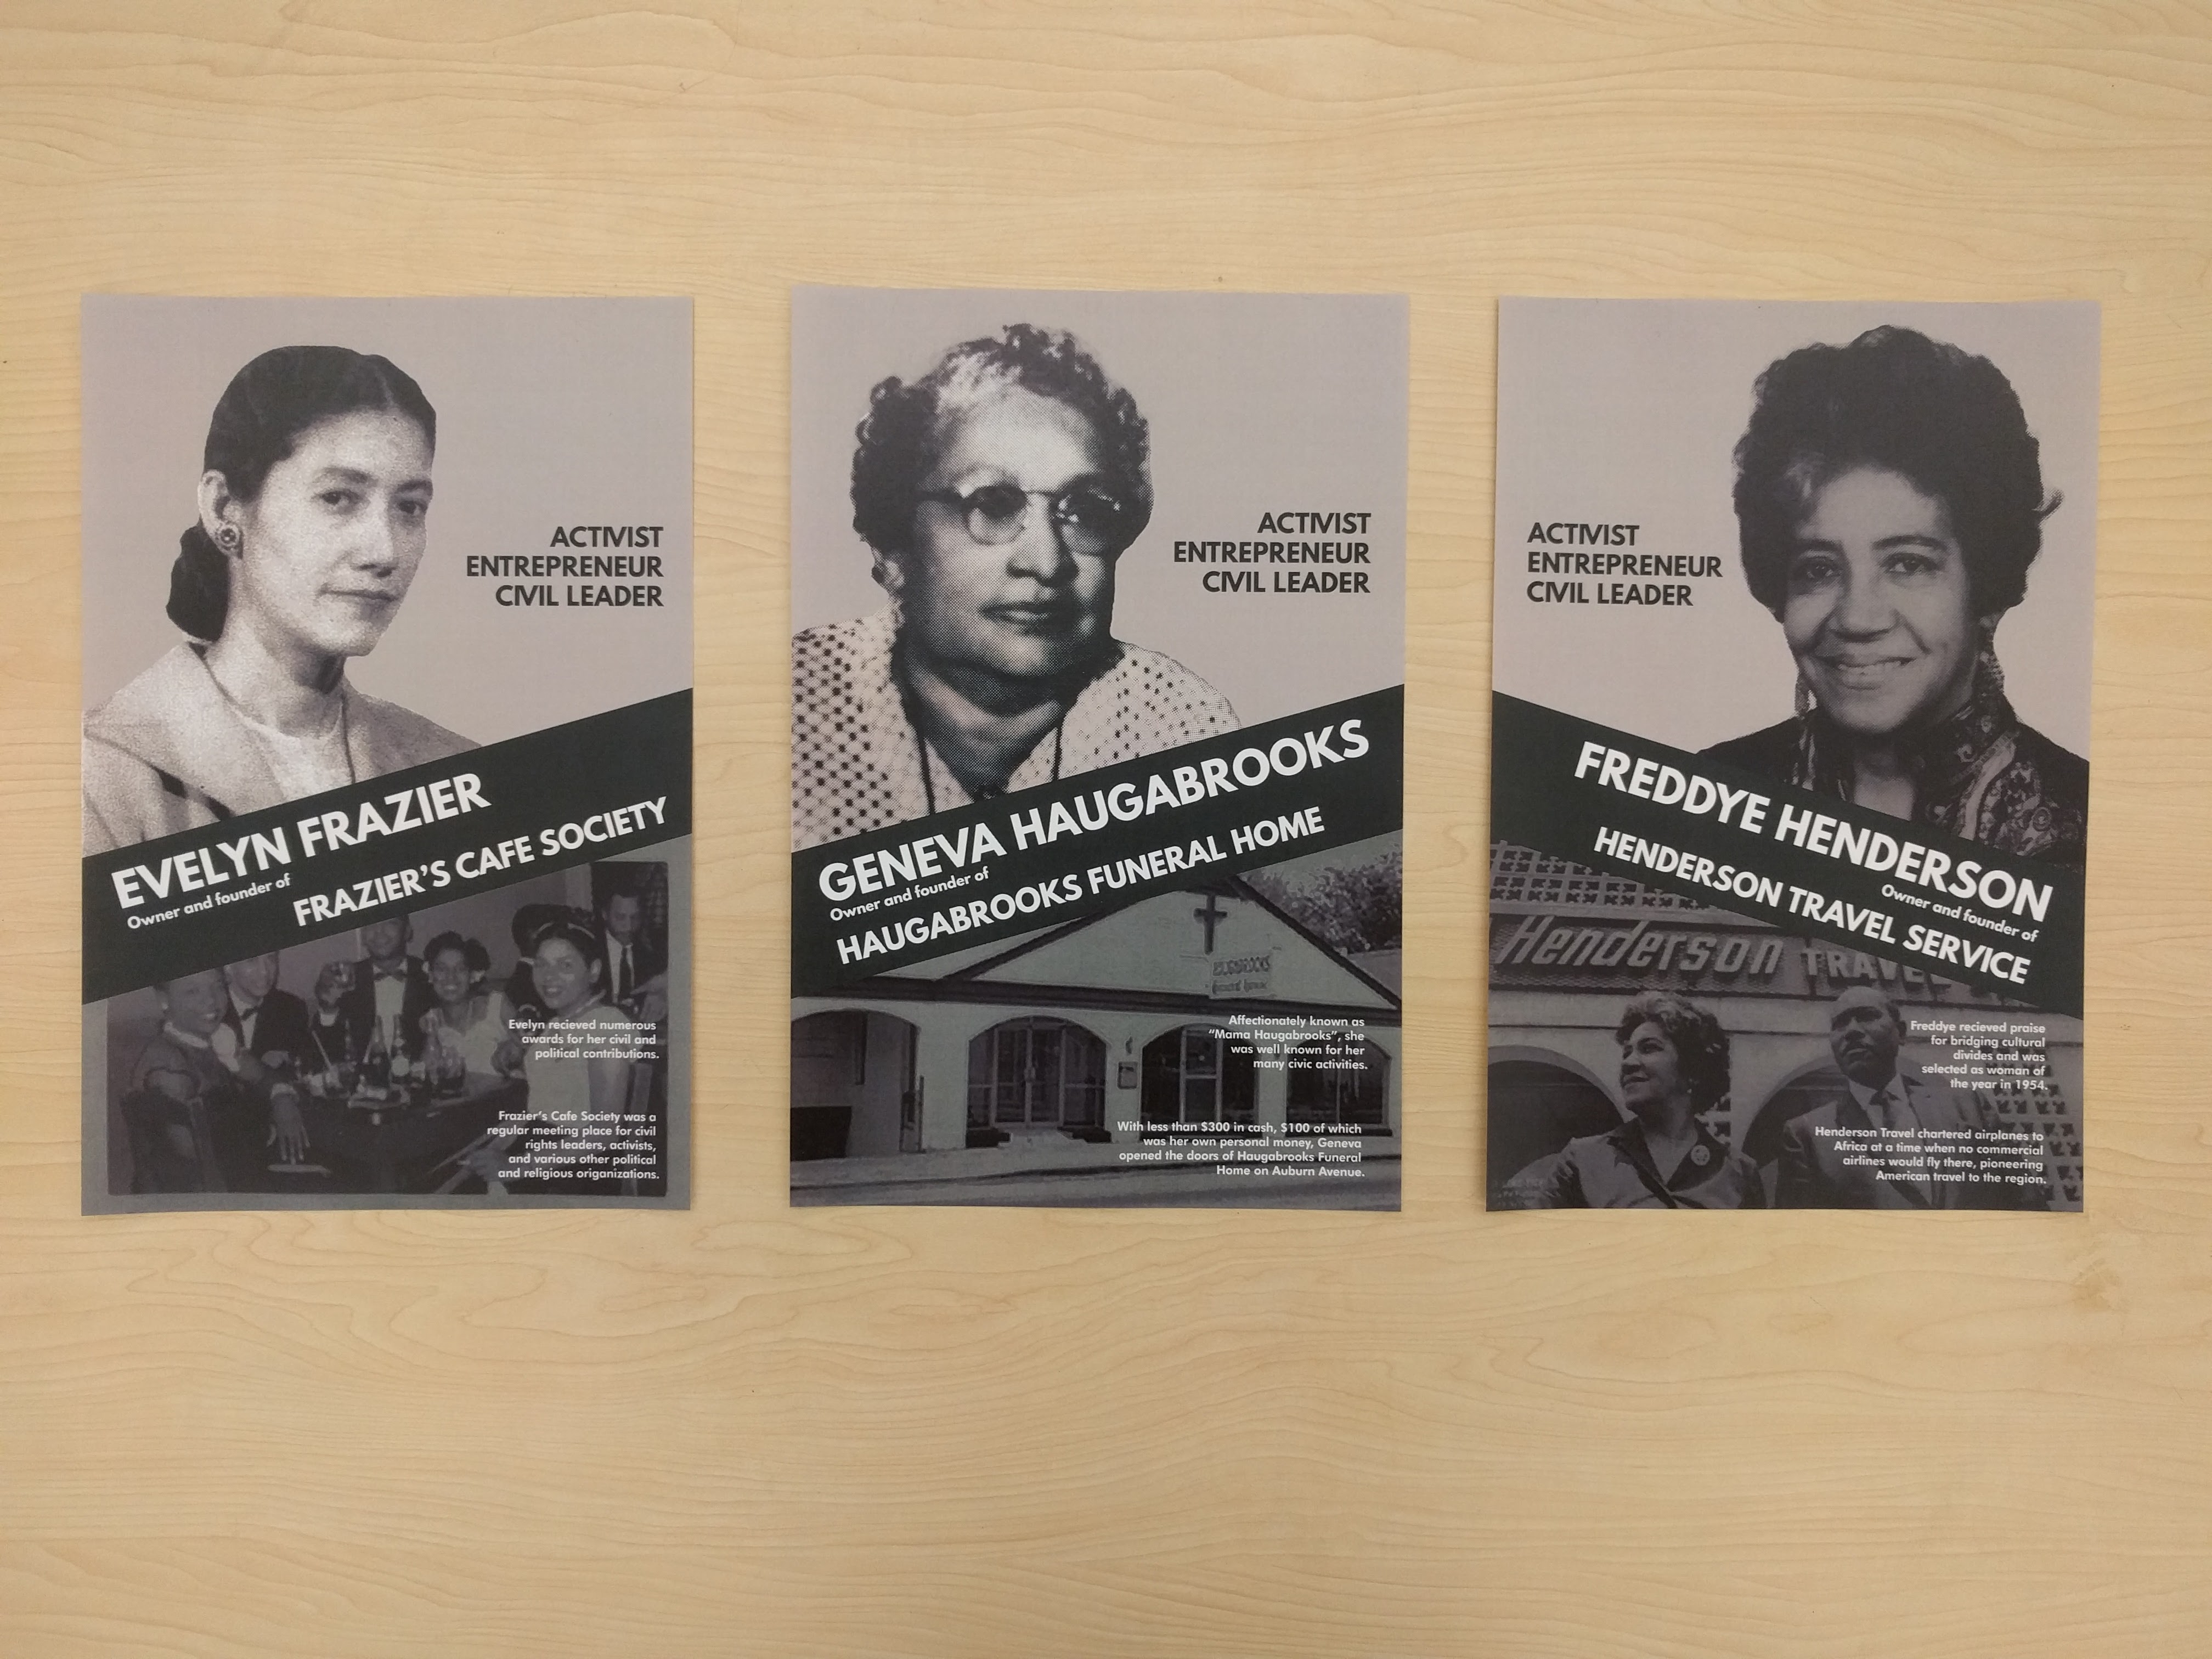 ACTIVIST
ENTREPRENEUR
CIVIL LEADER
EVELYN FRAZIER
Owner and founder of
FRAZIER'S CAFE SOCIETY
Evelyn recieved numerous
awards for her civil and
political contributions.
Frazier's Cafe Society was a
regular meeting place for civil
rights leaders, activists,
and various other political
and religious origanizations.
ACTIVIST
ENTREPRENEUR
CIVIL LEADER
GENEVA HAUGABROOKS
Owner and founder of
HAUGABROOKS FUNERAL HOME
HAUGABROOKS
Funeral Home
Affectionately known as
"Mama Haugabrooks", she
was well known for her
many civic activities.
With less than $300 in cash, $100 of which
was her own personal money, Geneva
opened the doors of Haugabrooks Funeral
Home on Auburn Avenue.
ACTIVIST
ENTREPRENEUR
CIVIL LEADER
FREDDYE HENDERSON
Owner and founder of
HENDERSON TRAVEL SERVICE
Henderson TRAVEL
Freddye recieved praise
for bridging cultural
divides and was
selected as woman of
the year in 1954.
Henderson Travel chartered airplanes to
Africa at a time when no commercial
airlines would fly there, pioneering
American travel to the region.